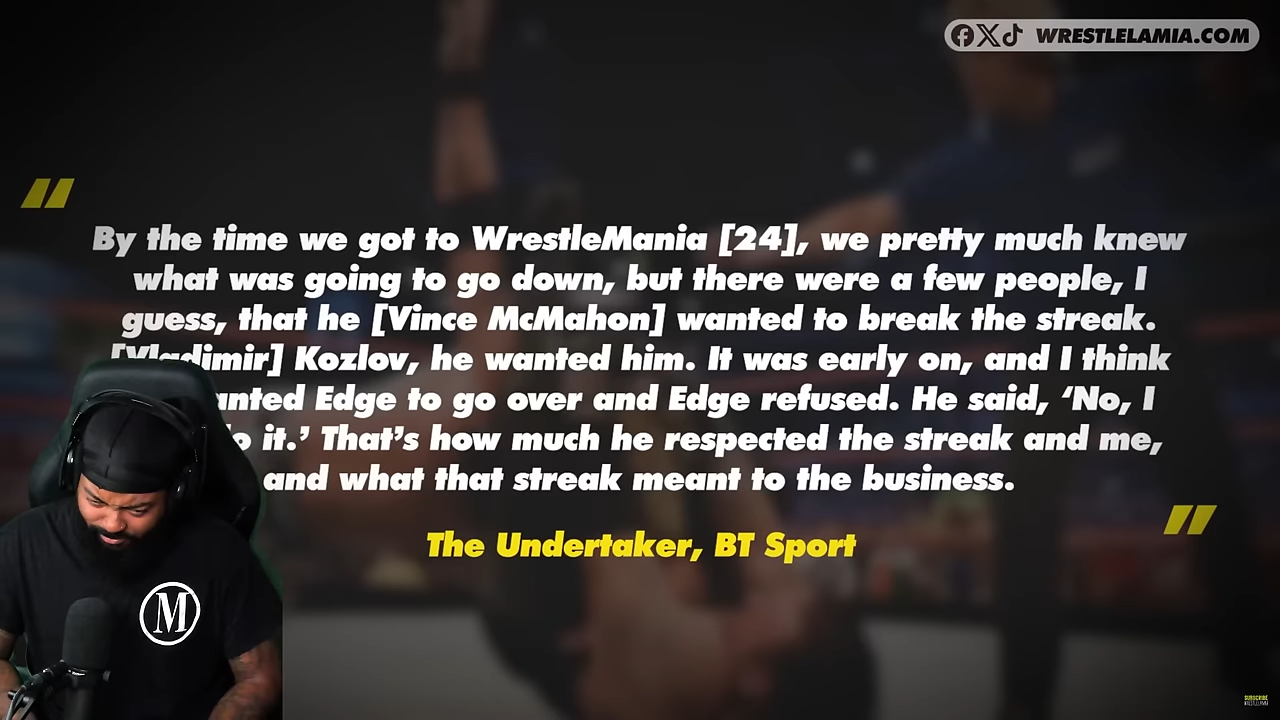 WRESTLELAMIA.COM
"
By the time we got to WrestleMania [24], we pretty much knew
what was going to go down, but there were a few people, I
guess, that he [Vince McMahon] wanted to break the streak.
[Vladimir] Kozlov, he wanted him. It was early on, and I think
anted Edge to go over and Edge refused. He said, ‘No, I
o it.’ That’s how much he respected the streak and me,
and what that streak meant to the business.
"
The Undertaker, BT Sport
M
SUBSCRIBE
WRESTLELAMIA